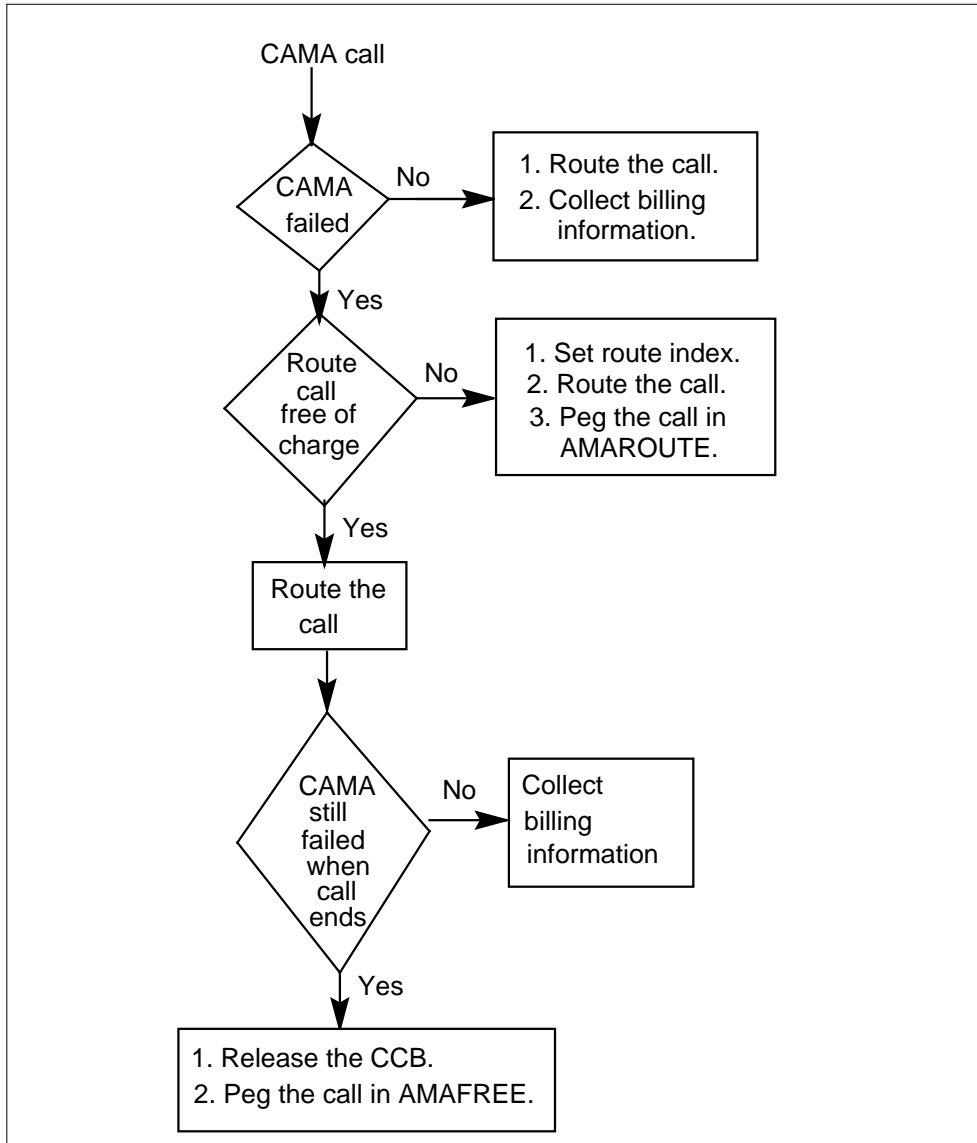 CAMA call
CAMA
failed
No
1. Route the call.
2. Collect billing
information.
Yes
Route
call
free of
charge
No
1. Set route index.
2. Route the call.
3. Peg the call in
AMAROUTE.
Yes
Route the
call
CAMA
still
failed
when
call
ends
No
Collect
billing
information
Yes
1. Release the CCB.
2. Peg the call in AMAFREE.